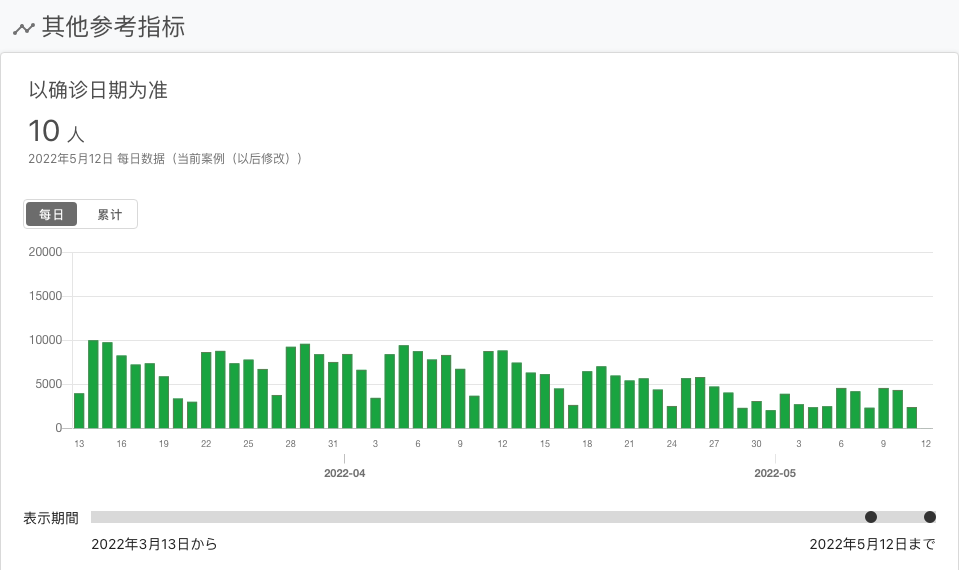 其他参考指标
以确诊日期为准
10 人
2022年5月12日 每日数据（当前案例（以后修改））
每日 累计
20000
15000
10000
5000
0
13 16 19 22 25 28 31 3 6 9 12 15 18 21 24 27 30 3 6 9 12
2022-04 2022-05
表示期間
2022年3月13日から 2022年5月12日まで